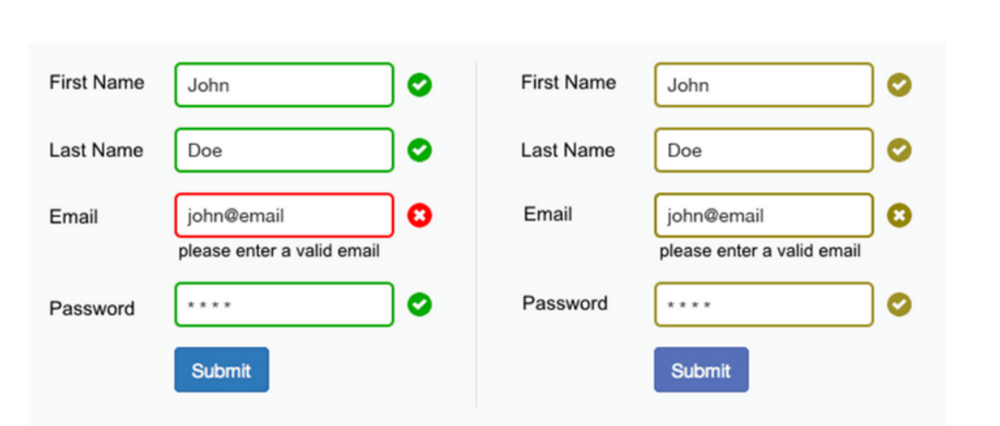 First Name John
Last Name Doe
Email john@email
please enter a valid email
Password ****
Submit
First Name John
Last Name Doe
Email john@email
please enter a valid email
Password ****
Submit